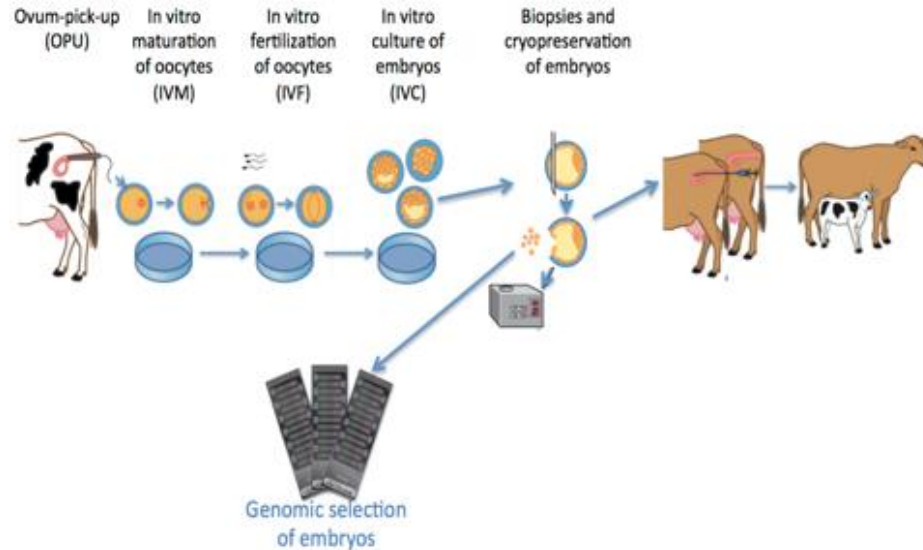 Ovum-pick-up
(OPU)
In vitro
maturation
of oocytes
(IVM)
In vitro
fertilization
of oocytes
(IVF)
In vitro
culture of
embryos
(IVC)
Biopsies and
cryopreservation
of embryos
Genomic selection
of embryos